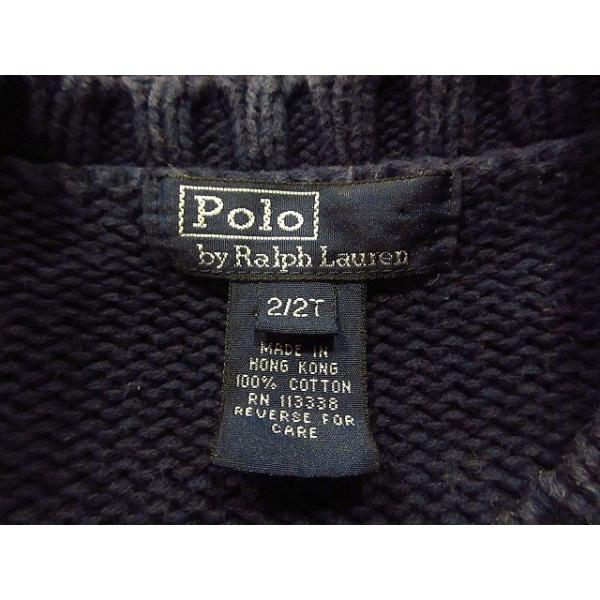 Polo
by Ralph Lauren
2/2T
MADE IN
HONG KONG
100% COTTON
RN 113338
REVERSE FOR
CARE